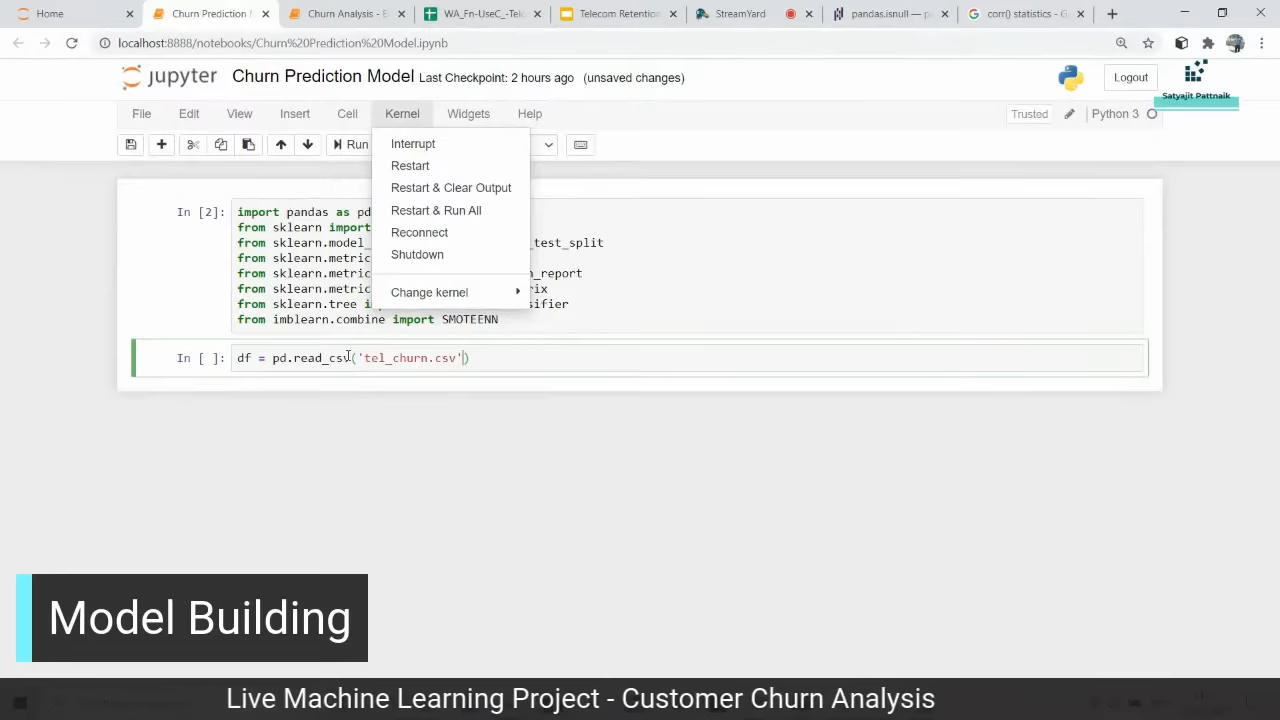 Home
Churn Prediction M
Churn Analysis - E
WA_Fn-UseC_-Telc
Telecom Retention
StreamYard
pandas.isnull — p
corr() statistics - G
localhost:8888/notebooks/Churn%20Prediction%20Model.ipynb
jupyter Churn Prediction Model Last Checkpoint: 2 hours ago (unsaved changes)
Logout
Satyajit Pattnaik
File Edit View Insert Cell Kernel Widgets Help
Trusted
Python 3
Run
Interrupt
Restart
Restart & Clear Output
Restart & Run All
Reconnect
Shutdown
Change kernel
In [2]: import pandas as pd
from sklearn import
from sklearn.model_ _test_split
from sklearn.metric
from sklearn.metric n_report
from sklearn.metric ix
from sklearn.tree i sifier
from imblearn.combine import SMOTEENN
In [ ]: df = pd.read_csv('tel_churn.csv')
Model Building
Live Machine Learning Project - Customer Churn Analysis